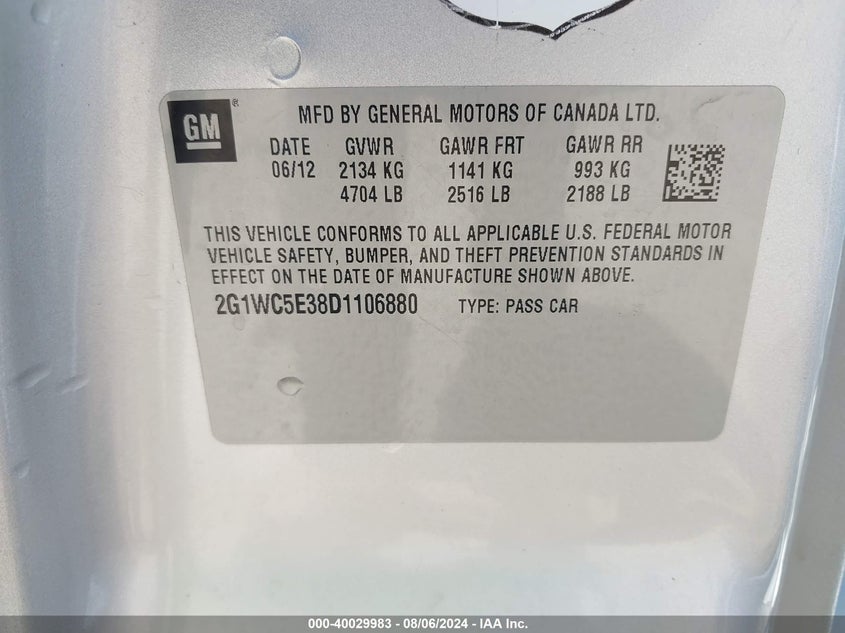 GM ®
MFD BY GENERAL MOTORS OF CANADA LTD.
DATE GVWR GAWR FRT GAWR RR
06/12 2134 KG 1141 KG 993 KG
4704 LB 2516 LB 2188 LB
THIS VEHICLE CONFORMS TO ALL APPLICABLE U.S. FEDERAL MOTOR
VEHICLE SAFETY, BUMPER, AND THEFT PREVENTION STANDARDS IN
EFFECT ON THE DATE OF MANUFACTURE SHOWN ABOVE.
2G1WC5E38D1106880 TYPE: PASS CAR
000-40029983 - 08/06/2024 - IAA Inc.